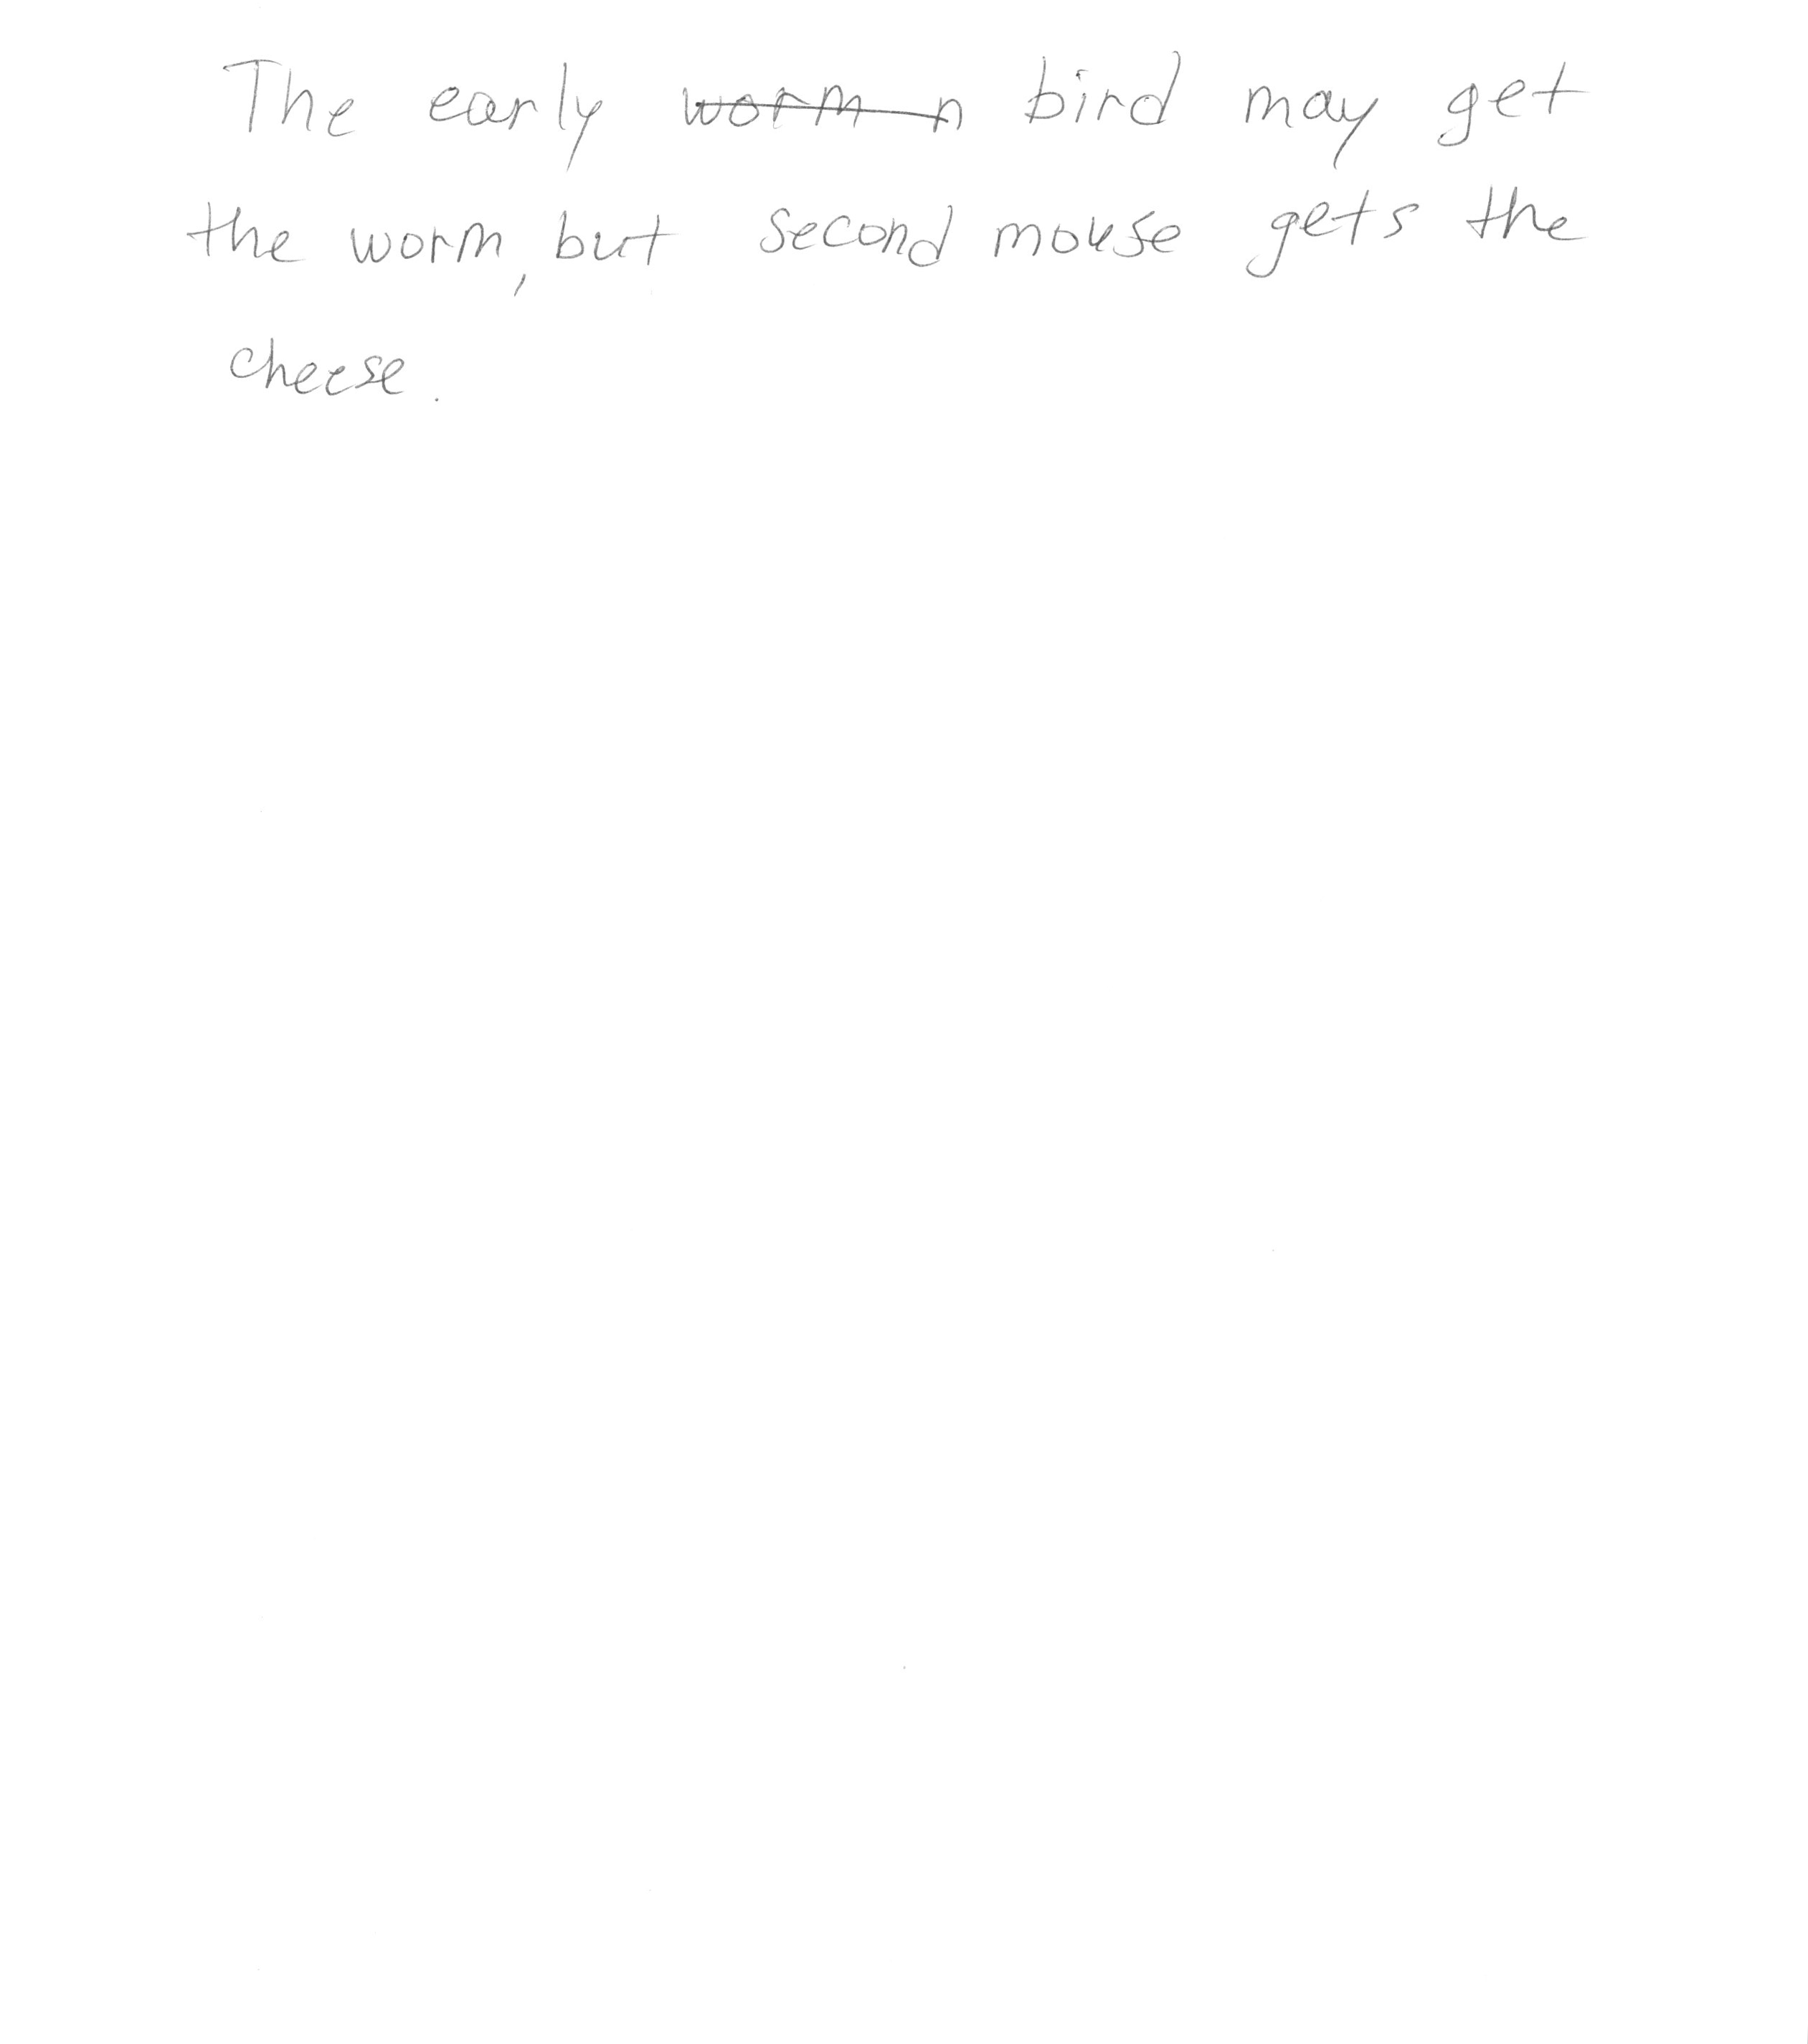 The early worm n bird may get
the worm, but second mouse gets the
cheese.